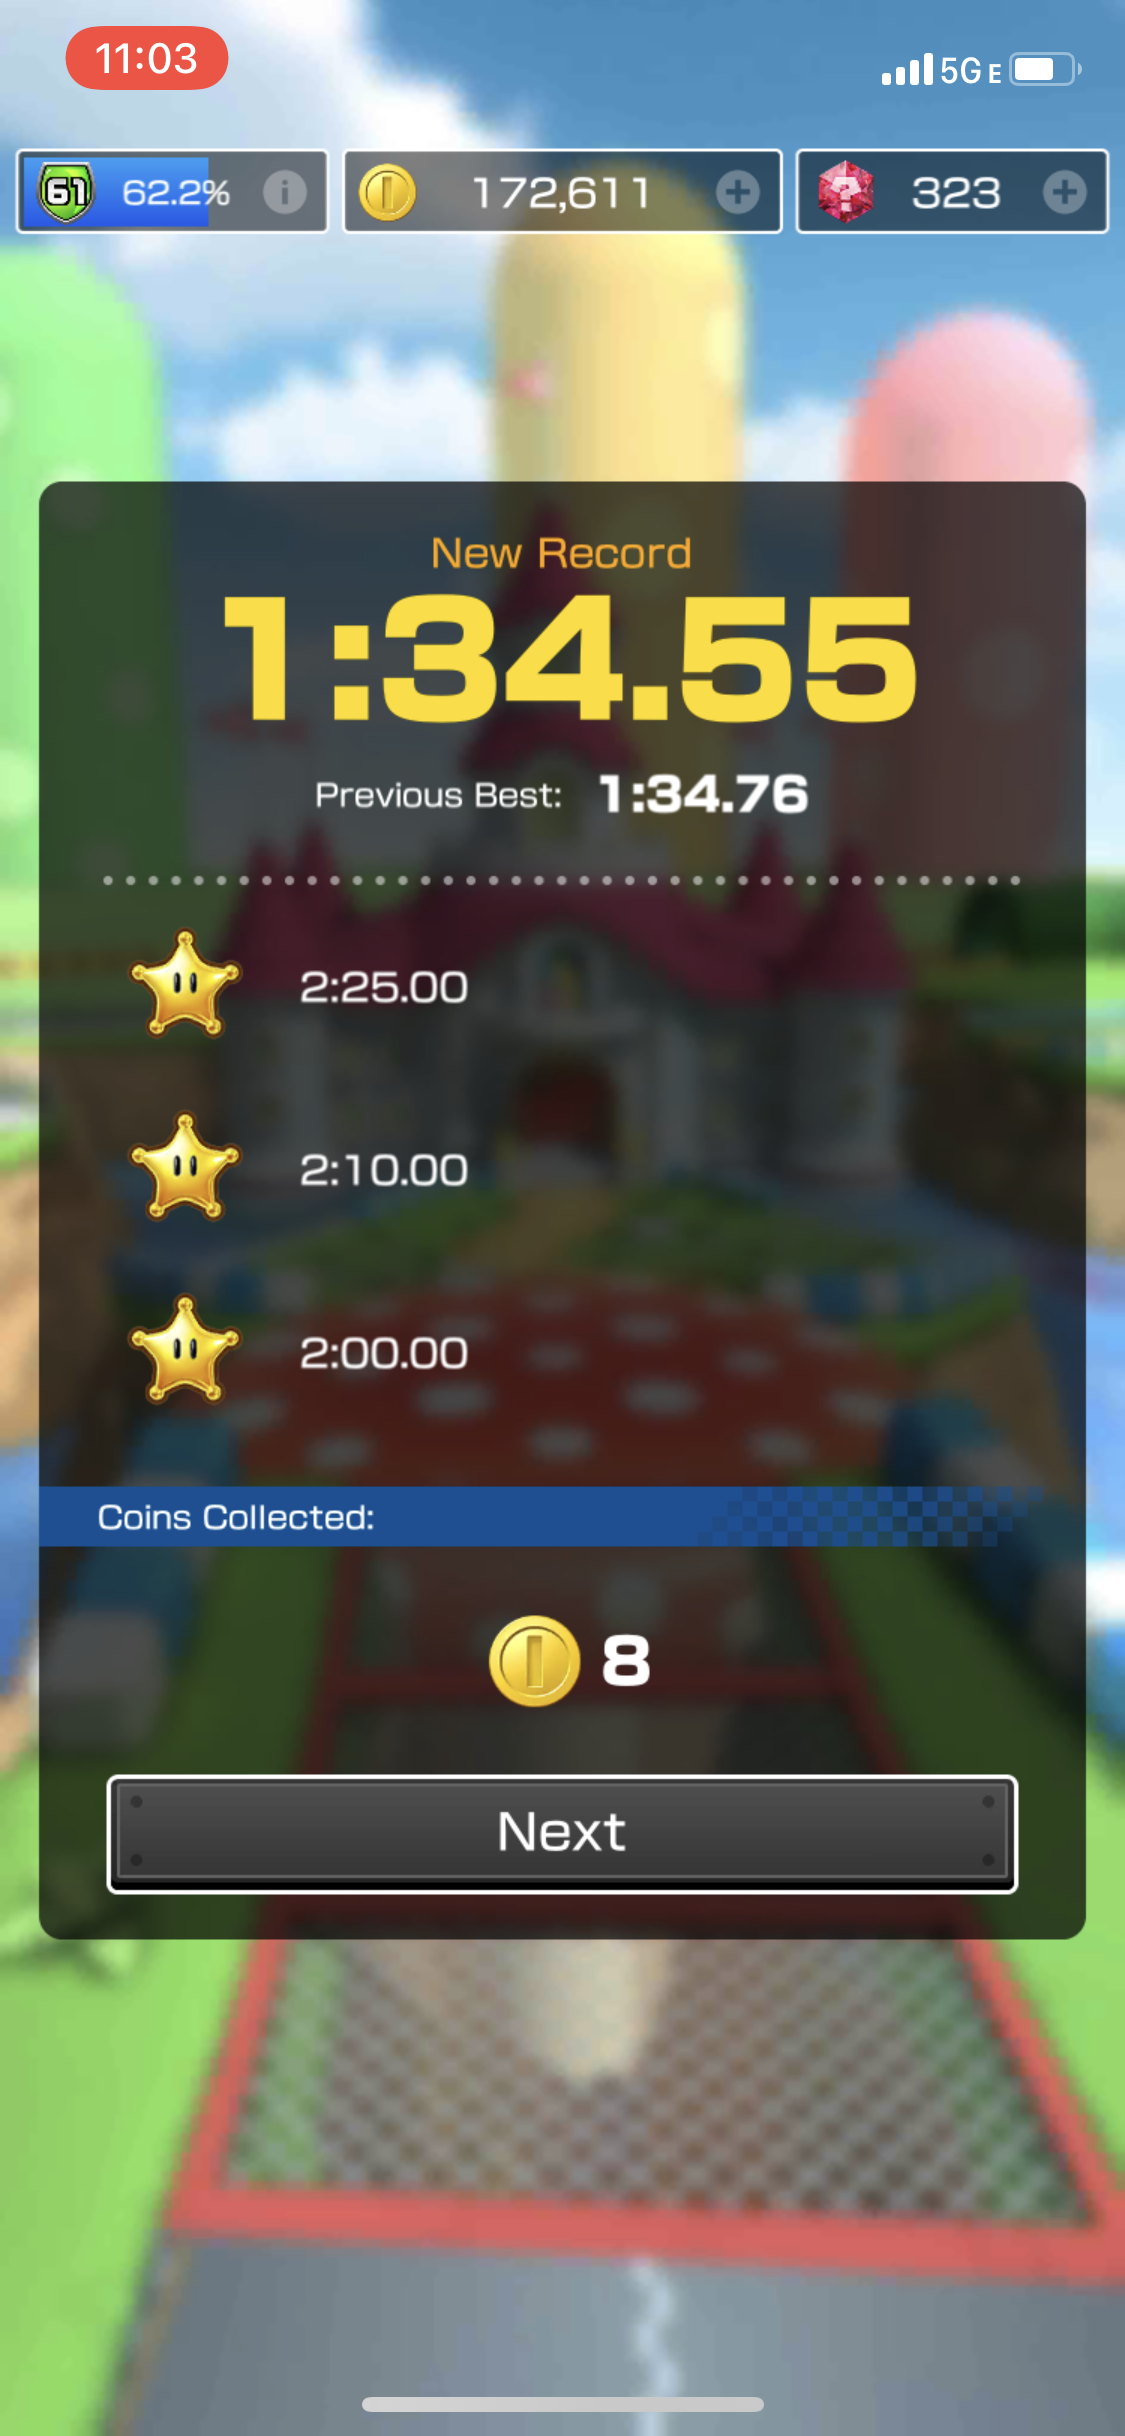 11:03
5G E
61 62.2% i 172,611 + ? 323 +
New Record
1:34.55
Previous Best: 1:34.76
2:25.00
2:10.00
2:00.00
Coins Collected:
8
Next